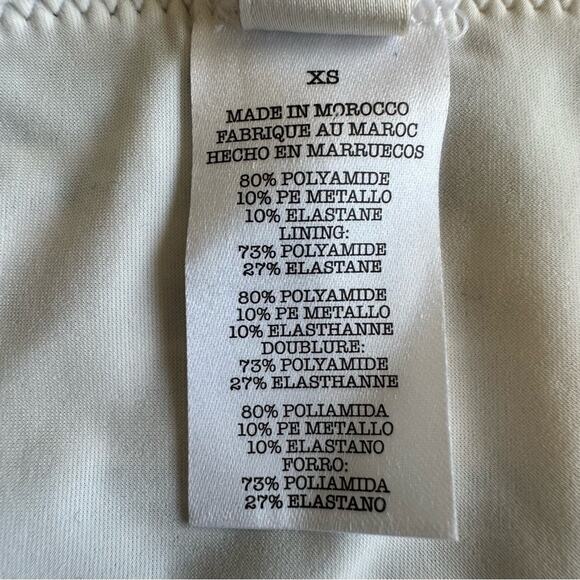 XS
MADE IN MOROCCO
FABRIQUE AU MAROC
HECHO EN MARRUECOS
80% POLYAMIDE
10% PE METALLO
10% ELASTANE
LINING:
73% POLYAMIDE
27% ELASTANE
80% POLYAMIDE
10% PE METALLO
10% ELASTHANNE
DOUBLURE:
73% POLYAMIDE
27% ELASTHANNE
80% POLIAMIDA
10% PE METALLO
10% ELASTANO
FORRO:
73% POLIAMIDA
27% ELASTANO